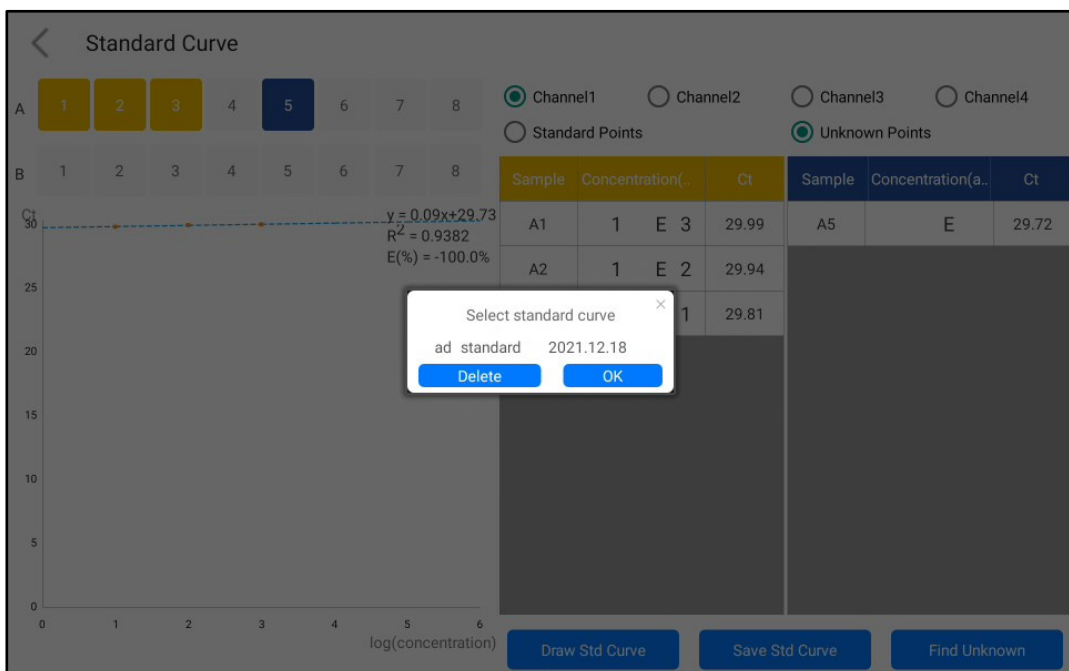 Standard Curve
A 1 2 3 4 5 6 7 8
B 1 2 3 4 5 6 7 8
Channel1 Channel2 Channel3 Channel4
Standard Points Unknown Points
Sample Concentration(.. Ct
A1 1 E 3 29.99
A2 1 E 2 29.94
1 29.81
Sample Concentration(a.. Ct
A5 E 29.72
Ct
y = 0.09x+29.73
R2 = 0.9382
E(%) = -100.0%
30
25
20
15
10
5
0
0 1 2 3 4 5 6
log(concentration)
Select standard curve ×
ad standard 2021.12.18
Delete OK
Draw Std Curve Save Std Curve Find Unknown